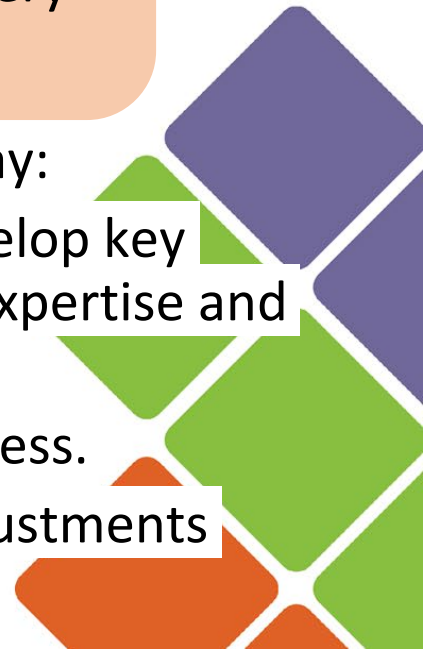 ny:
elop key
xpertise and
ess.
ustments